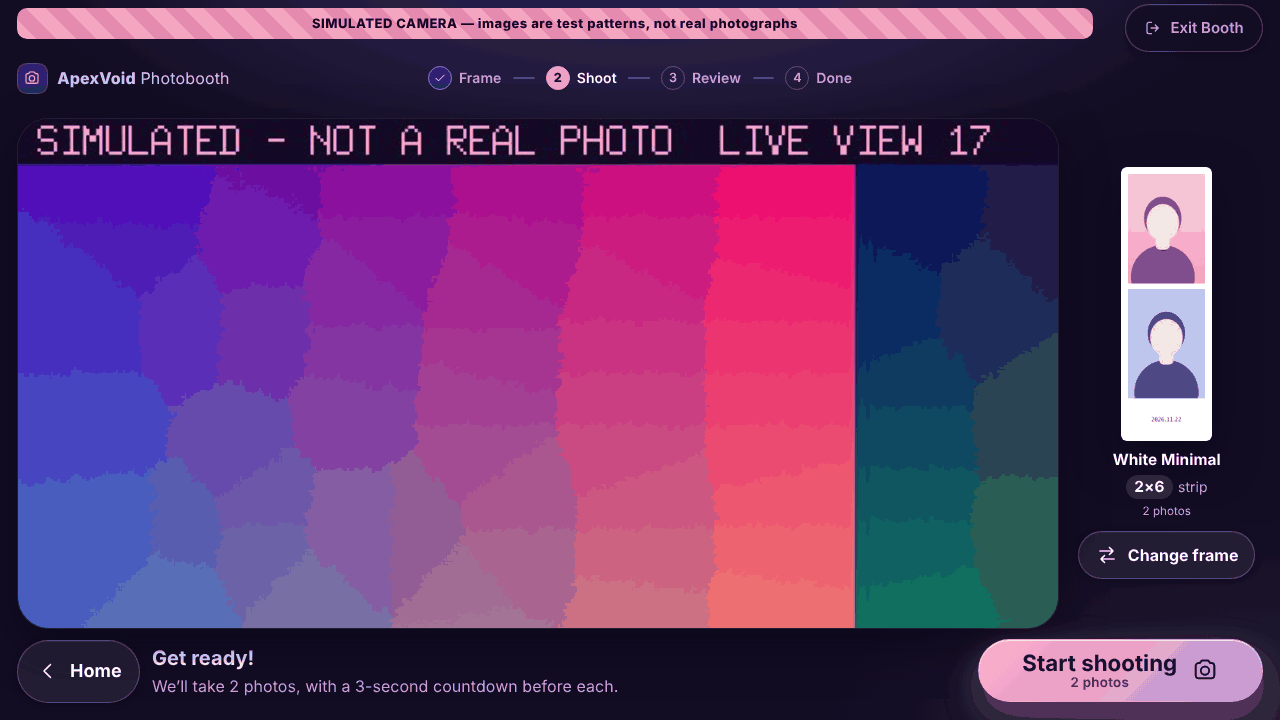 SIMULATED CAMERA — images are test patterns, not real photographs
Exit Booth
ApexVoid Photobooth
Frame
2 Shoot
3 Review
4 Done
SIMULATED - NOT A REAL PHOTO LIVE VIEW 17
2026.11.22
White Minimal
2×6 strip
2 photos
Change frame
Home
Get ready!
We’ll take 2 photos, with a 3-second countdown before each.
Start shooting
2 photos